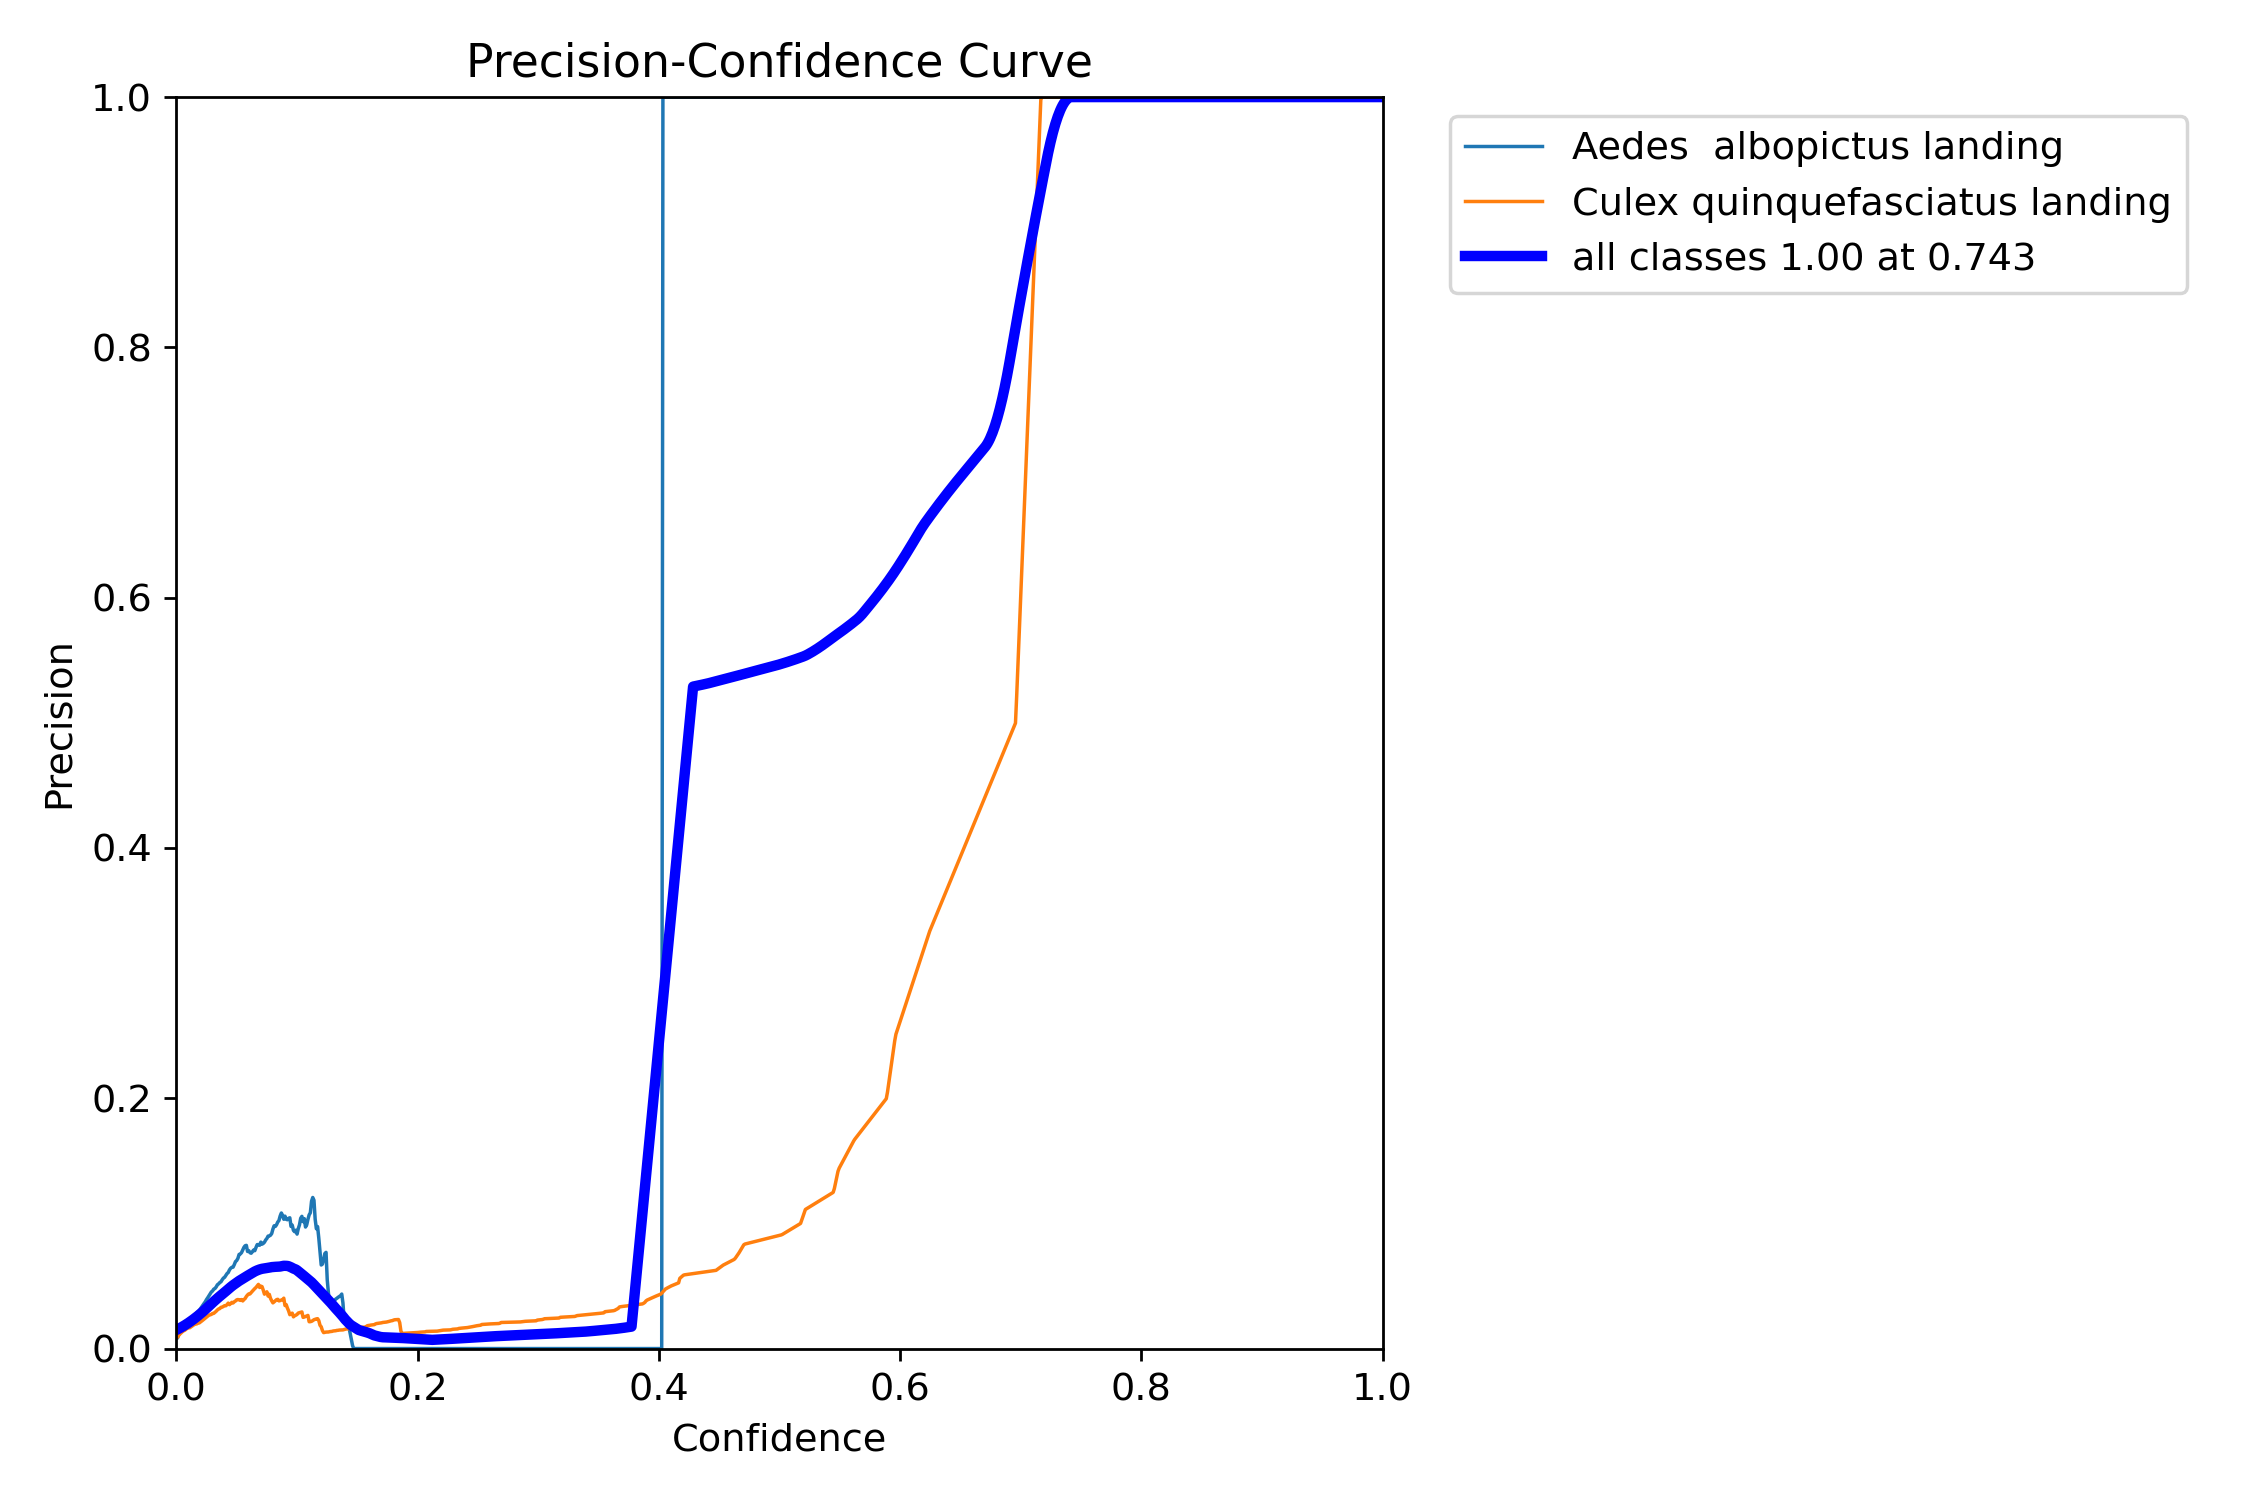 Precision-Confidence Curve
1.0
0.8
0.6
0.4
0.2
0.0
Precision
0.0 0.2 0.4 0.6 0.8 1.0
Confidence
Aedes  albopictus landing
Culex quinquefasciatus landing
all classes 1.00 at 0.743